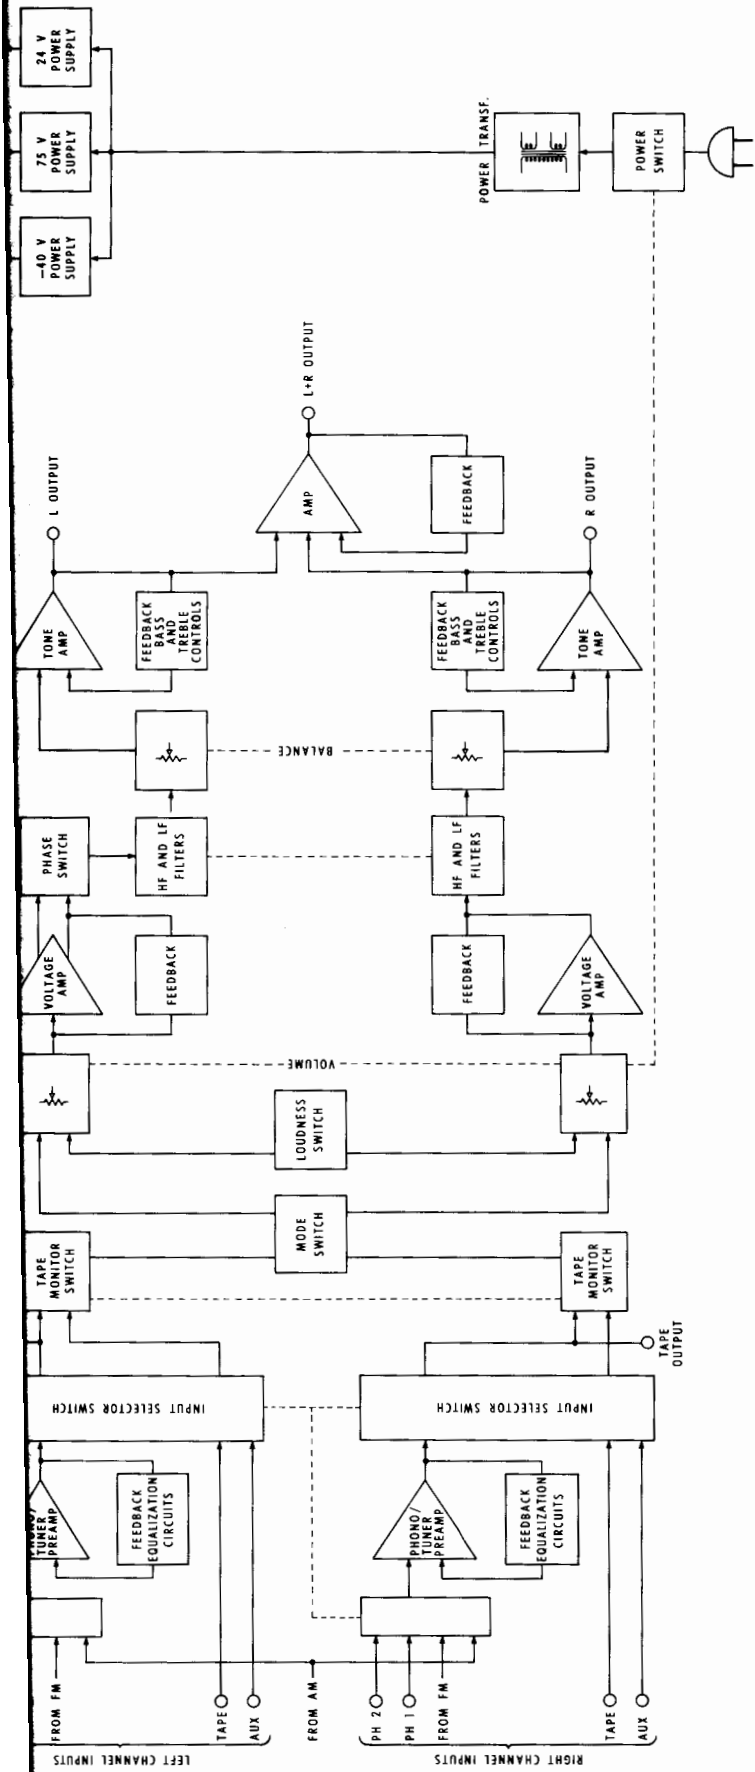 LEFT CHANNEL INPUTS
FROM FM
TAPE
AUX
PHONO/
TUNER
PREAMP
FEEDBACK
EQUALIZATION
CIRCUITS
INPUT SELECTOR SWITCH
TAPE
MONITOR
SWITCH
VOLTAGE
AMP
FEEDBACK
PHASE
SWITCH
HF AND LF
FILTERS
TONE
AMP
FEEDBACK
BASS
AND
TREBLE
CONTROLS
L OUTPUT
-40 V
POWER
SUPPLY
75 V
POWER
SUPPLY
24 V
POWER
SUPPLY
FROM AM
MODE
SWITCH
LOUDNESS
SWITCH
VOLUME
BALANCE
AMP
L+R OUTPUT
FEEDBACK
RIGHT CHANNEL INPUTS
PH 2
PH 1
FROM FM
TAPE
AUX
PHONO/
TUNER
PREAMP
FEEDBACK
EQUALIZATION
CIRCUITS
INPUT SELECTOR SWITCH
TAPE
OUTPUT
TAPE
MONITOR
SWITCH
FEEDBACK
VOLTAGE
AMP
HF AND LF
FILTERS
FEEDBACK
BASS
AND
TREBLE
CONTROLS
TONE
AMP
R OUTPUT
POWER TRANSF.
POWER
SWITCH